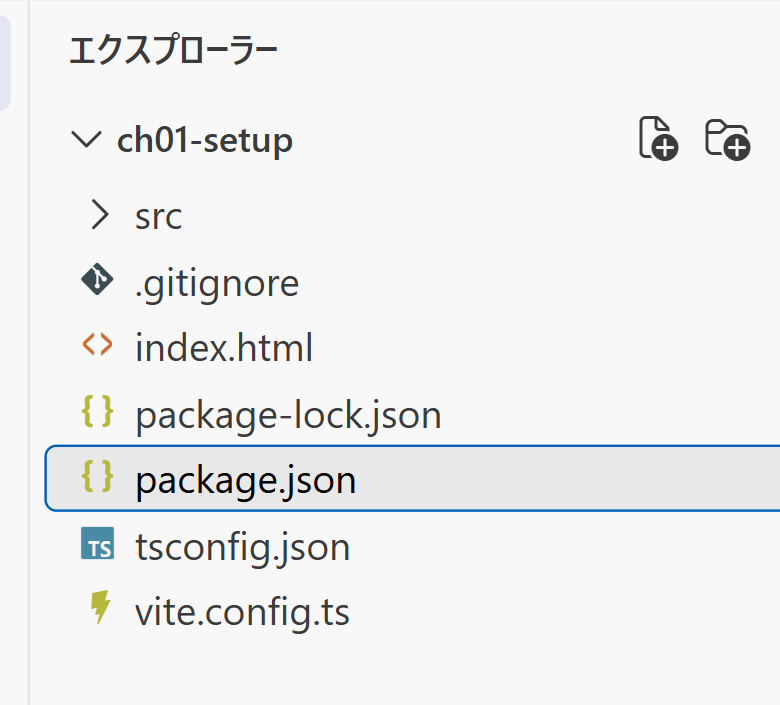 エクスプローラー
ch01-setup
src
.gitignore
index.html
package-lock.json
package.json
TS tsconfig.json
vite.config.ts